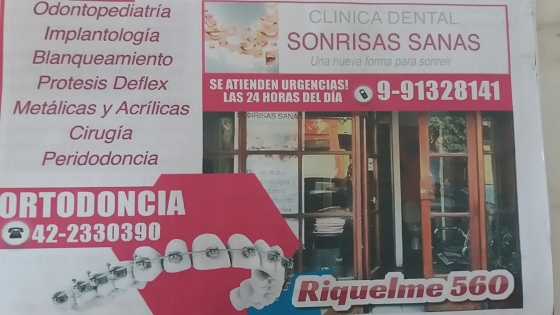 Odontopediatría
Implantología
Blanqueamiento
Protesis Deflex
Metálicas y Acrílicas
Cirugía
Peridodoncia
ORTODONCIA
42-2330390
CLINICA DENTAL
SONRISAS SANAS
Una nueva forma para sonreir
SE ATIENDEN URGENCIAS!
LAS 24 HORAS DEL DÍA
9-91328141
SONRISAS SANAS
Riquelme 560